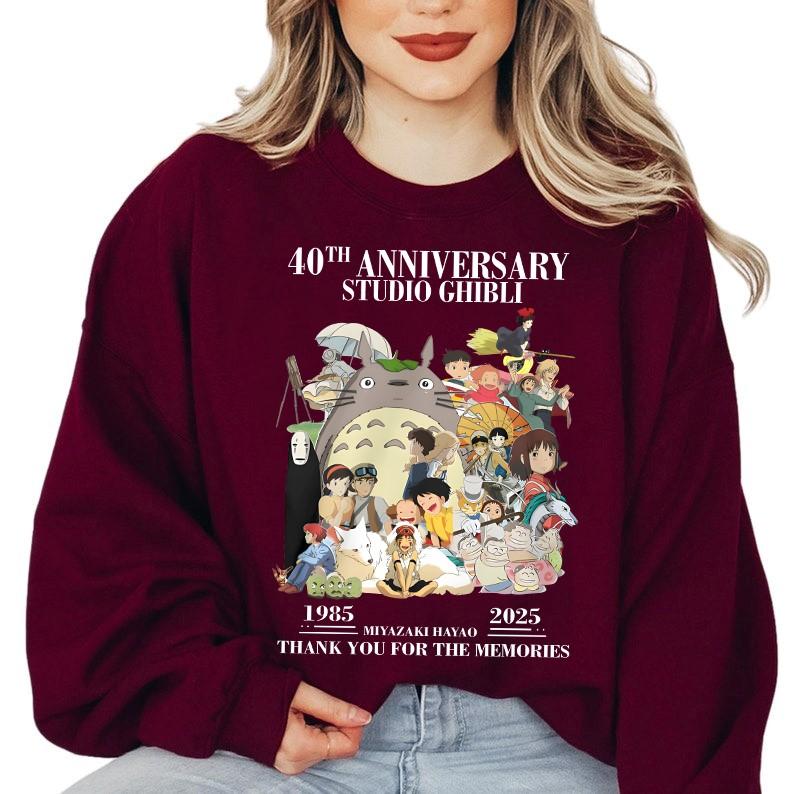 40TH ANNIVERSARY
STUDIO GHIBLI
1985
2025
MIYAZAKI HAYAO
THANK YOU FOR THE MEMORIES